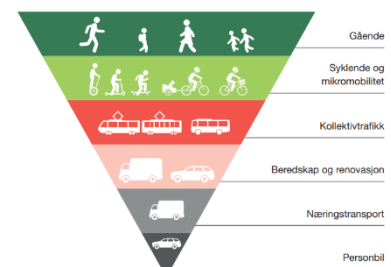 Gående
Syklende og
mikromobilitet
Kollektivtrafikk
Beredskap og renovasjon
Næringstransport
Personbil